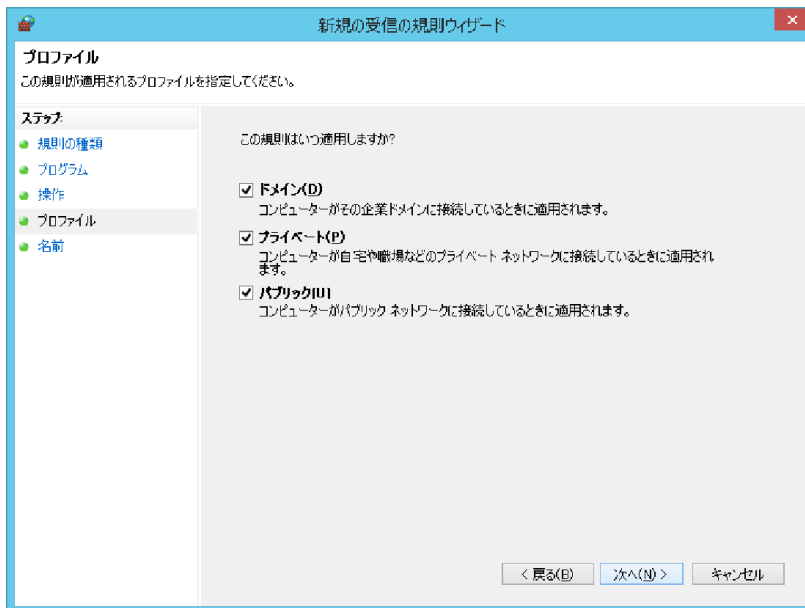 新規の受信の規則ウィザード
プロファイル
この規則が適用されるプロファイルを指定してください。
ステップ:
規則の種類
プログラム
操作
プロファイル
名前
この規則はいつ適用しますか?
ドメイン(D)
コンピューターがその企業ドメインに接続しているときに適用されます。
プライベート(P)
コンピューターが自宅や職場などのプライベート ネットワークに接続しているときに適用され
ます。
パブリック(U)
コンピューターがパブリック ネットワークに接続しているときに適用されます。
< 戻る(B)
次へ(N) >
キャンセル